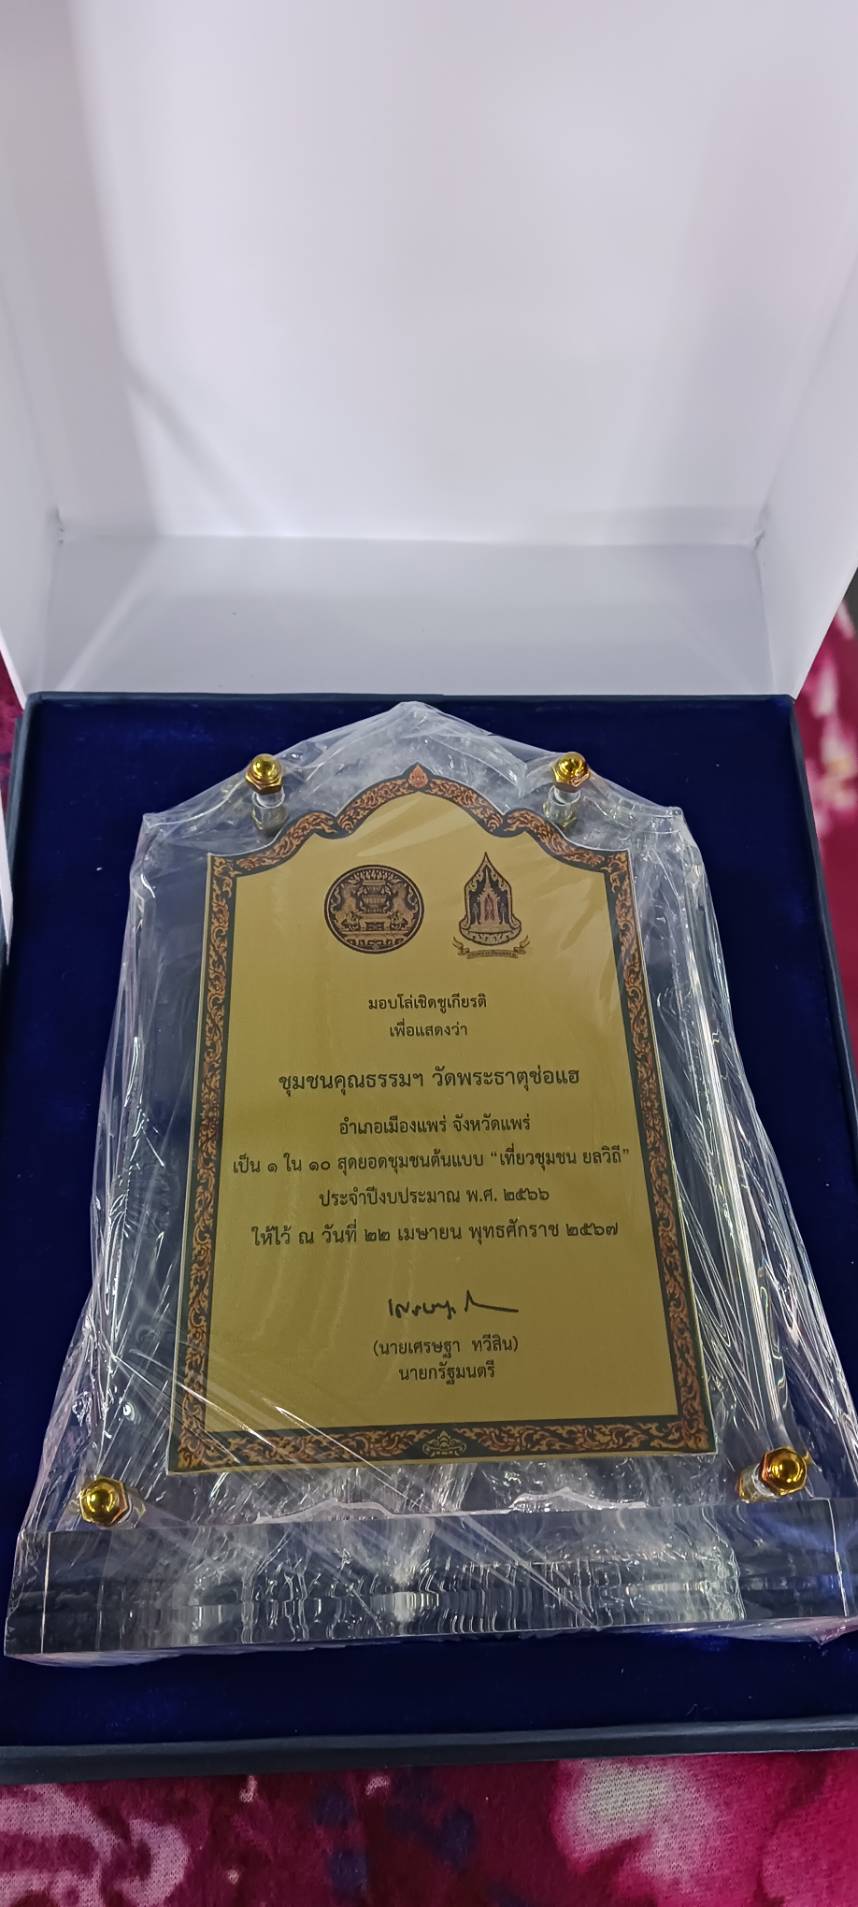 มอบโล่เชิดชูเกียรติ
เพื่อแสดงว่า
ชุมชนคุณธรรมฯ วัดพระธาตุช่อแฮ
อำเภอเมืองแพร่ จังหวัดแพร่
เป็น ๑ ใน ๑๐ สุดยอดชุมชนต้นแบบ “เที่ยวชุมชน ยลวิถี”
ประจำปีงบประมาณ พ.ศ. ๒๕๖๖
ให้ไว้ ณ วันที่ ๒๒ เมษายน พุทธศักราช ๒๕๖๗
(นายเศรษฐา ทวีสิน)
นายกรัฐมนตรี